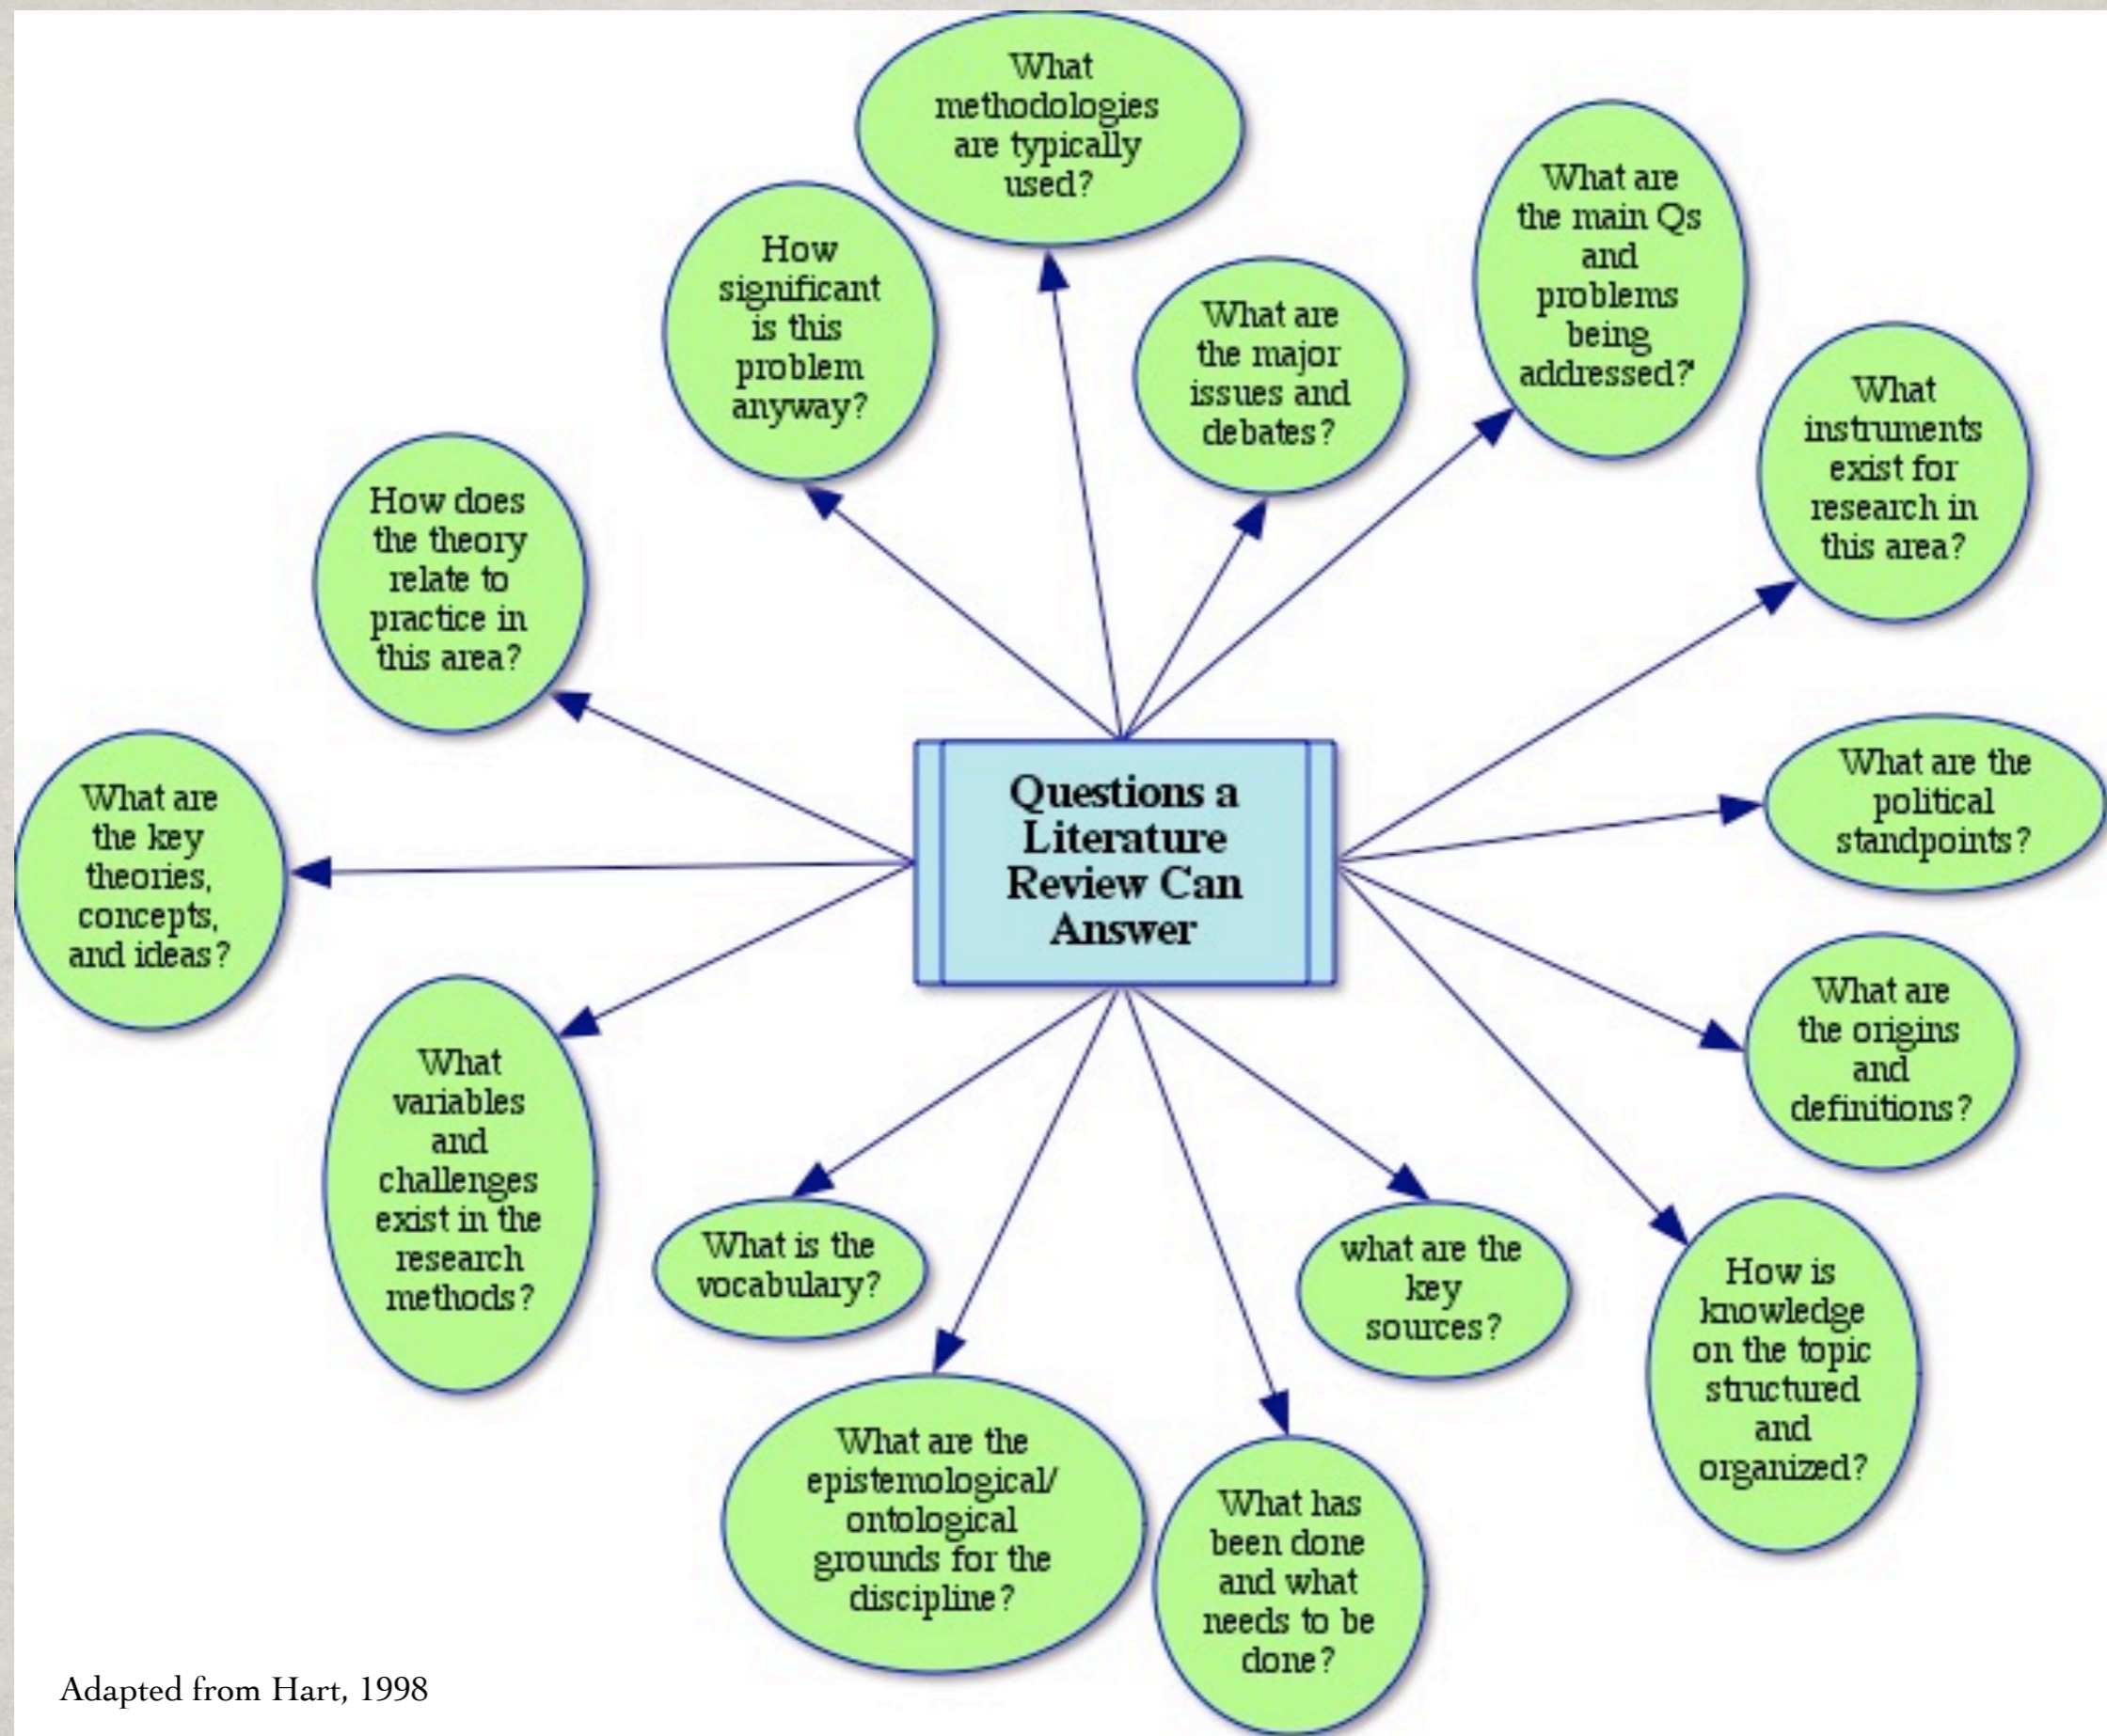 What
methodologies
are typically
used?
How
significant
is this
problem
anyway?
What are
the major
issues and
debates?
What are
the main Qs
and
problems
being
addressed?'
What
instruments
exist for
research in
this area?
How does
the theory
relate to
practice in
this area?
What are
the key
theories,
concepts,
and ideas?
Questions a
Literature
Review Can
Answer
What are the
political
standpoints?
What are
the origins
and
definitions?
What
variables
and
challenges
exist in the
research
methods?
What is the
vocabulary?
what are the
key
sources?
How is
knowledge
on the topic
structured
and
organized?
What are the
epistemological/
ontological
grounds for the
discipline?
What has
been done
and what
needs to be
done?
Adapted from Hart, 1998